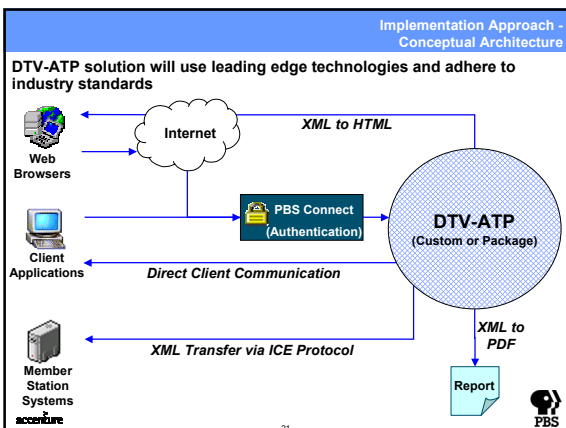 Implementation Approach -
Conceptual Architecture
DTV-ATP solution will use leading edge technologies and adhere to
industry standards
Internet
XML to HTML
Web
Browsers
PBS Connect
(Authentication)
DTV-ATP
(Custom or Package)
Client
Applications
Direct Client Communication
XML to
PDF
XML Transfer via ICE Protocol
Member
Station
Systems
Report
accenture
PBS